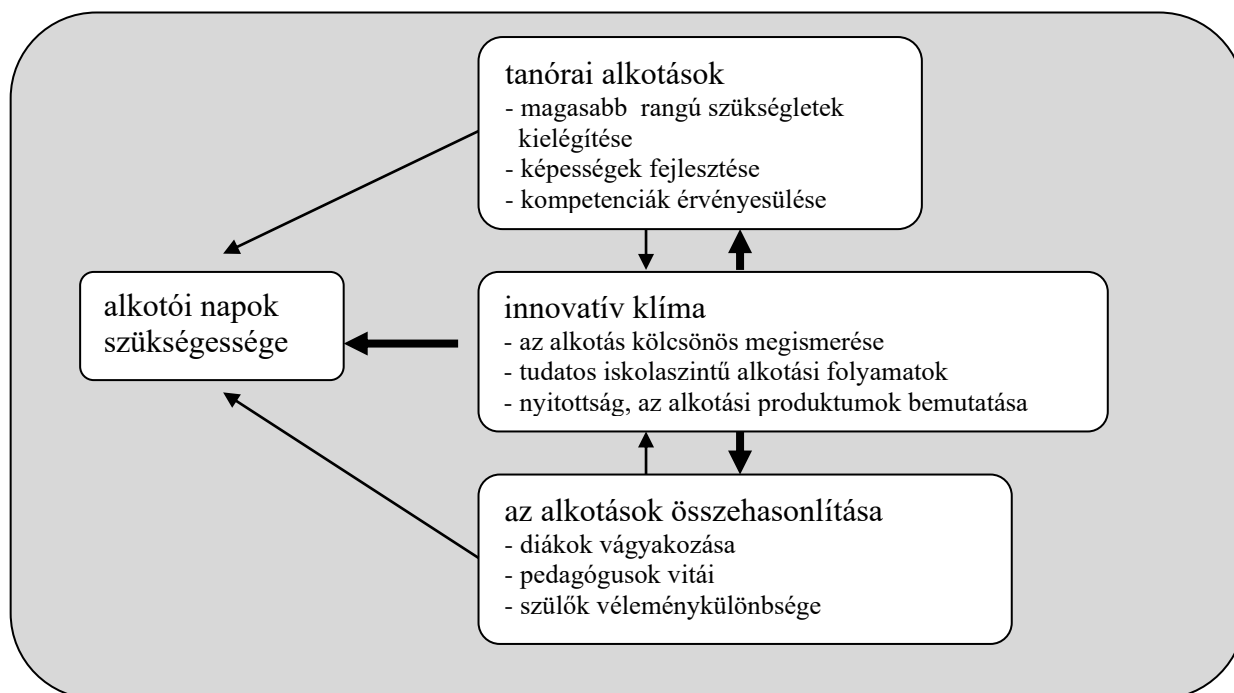 tanórai alkotások
- magasabb rangú szükségletek
kielégítése
- képességek fejlesztése
- kompetenciák érvényesülése
alkotói napok
szükségessége
innovatív klíma
- az alkotás kölcsönös megismerése
- tudatos iskolaszintű alkotási folyamatok
- nyitottság, az alkotási produktumok bemutatása
az alkotások összehasonlítása
- diákok vágyakozása
- pedagógusok vitái
- szülők véleménykülönbsége